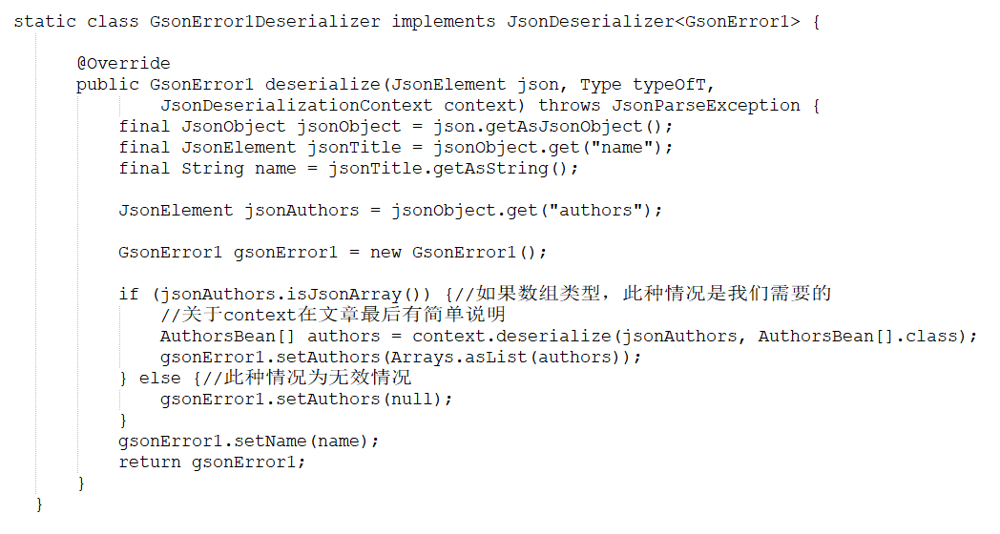 static class GsonError1Deserializer implements JsonDeserializer<GsonError1> {
@Override
public GsonError1 deserialize(JsonElement json, Type typeOfT,
JsonDeserializationContext context) throws JsonParseException {
final JsonObject jsonObject = json.getAsJsonObject();
final JsonElement jsonTitle = jsonObject.get("name");
final String name = jsonTitle.getAsString();
JsonElement jsonAuthors = jsonObject.get("authors");
GsonError1 gsonError1 = new GsonError1();
if (jsonAuthors.isJsonArray()) {//如果数组类型，此种情况是我们需要的
//关于context在文章最后有简单说明
AuthorsBean[] authors = context.deserialize(jsonAuthors, AuthorsBean[].class);
gsonError1.setAuthors(Arrays.asList(authors));
} else {//此种情况为无效情况
gsonError1.setAuthors(null);
}
gsonError1.setName(name);
return gsonError1;
}
}